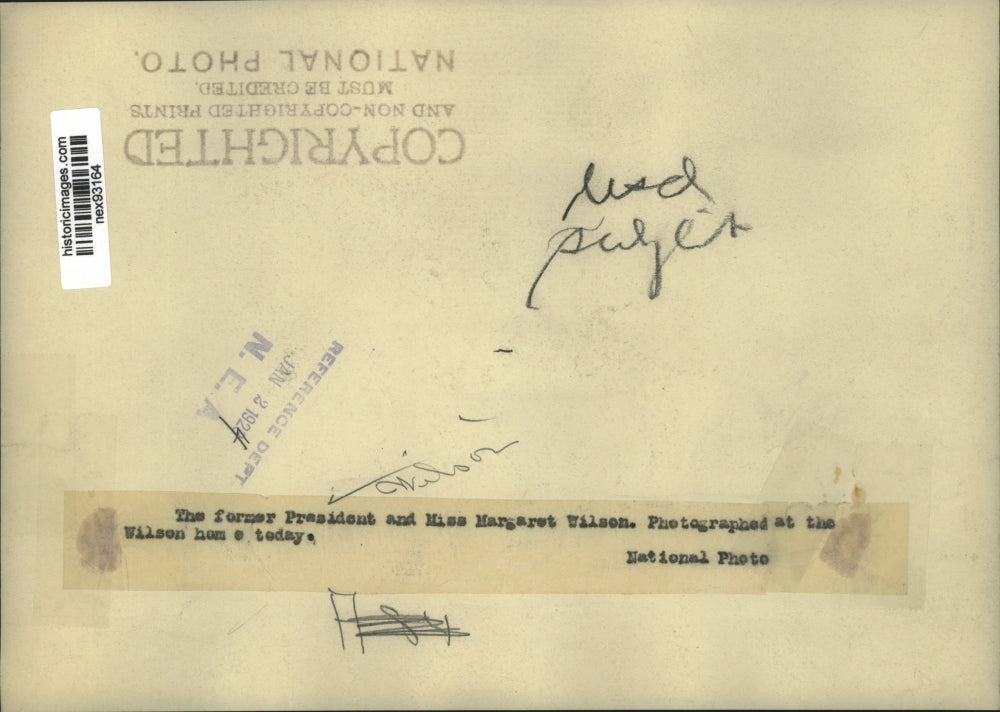 COPYRIGHTED
AND NON-COPYRIGHTED PRINTS
MUST BE CREDITED.
NATIONAL PHOTO.
historicimages.com
nex93164
used
subject
REFERENCE DEPT
JAN 2 1924
N. E. A
Wilson
The former President and Miss Margaret Wilson. Photographed at the
Wilson hom e today.
National Photo